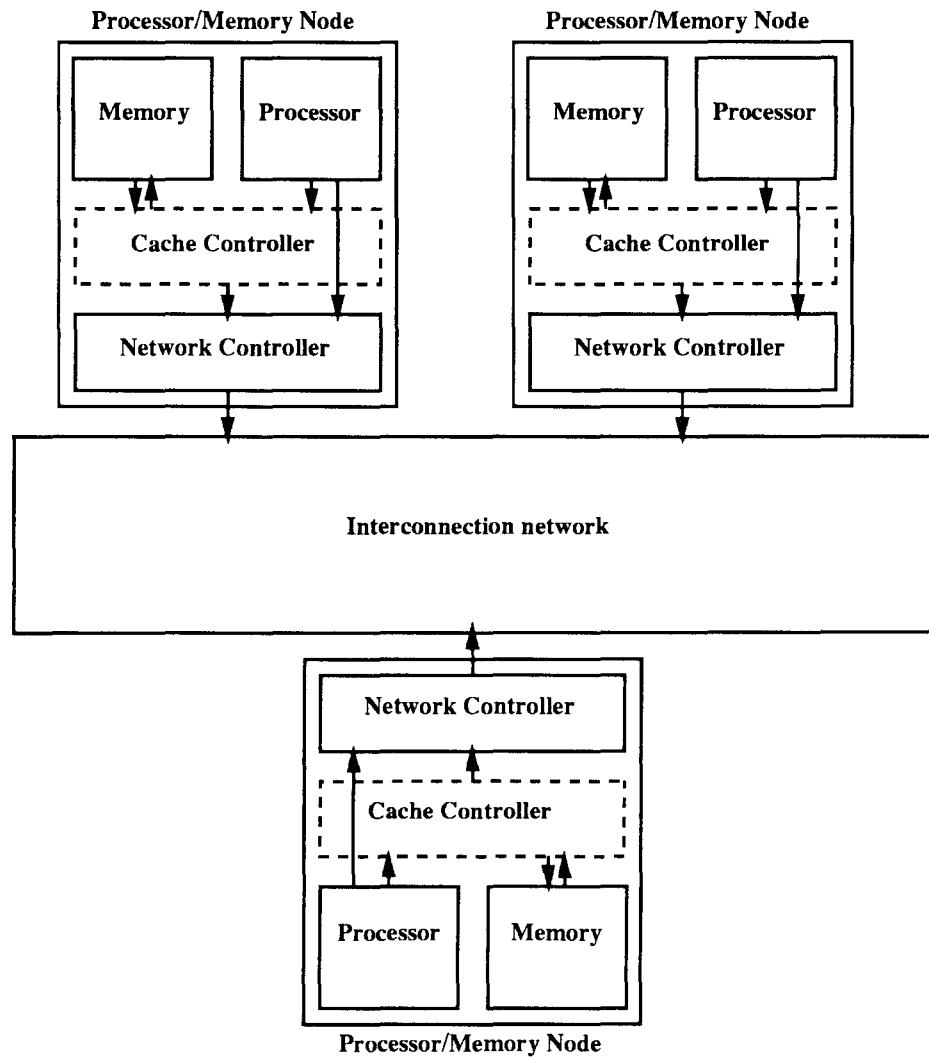 Processor/Memory Node
Processor/Memory Node
Memory
Processor
Memory
Processor
Cache Controller
Cache Controller
Network Controller
Network Controller
Interconnection network
Network Controller
Cache Controller
Processor
Memory
Processor/Memory Node